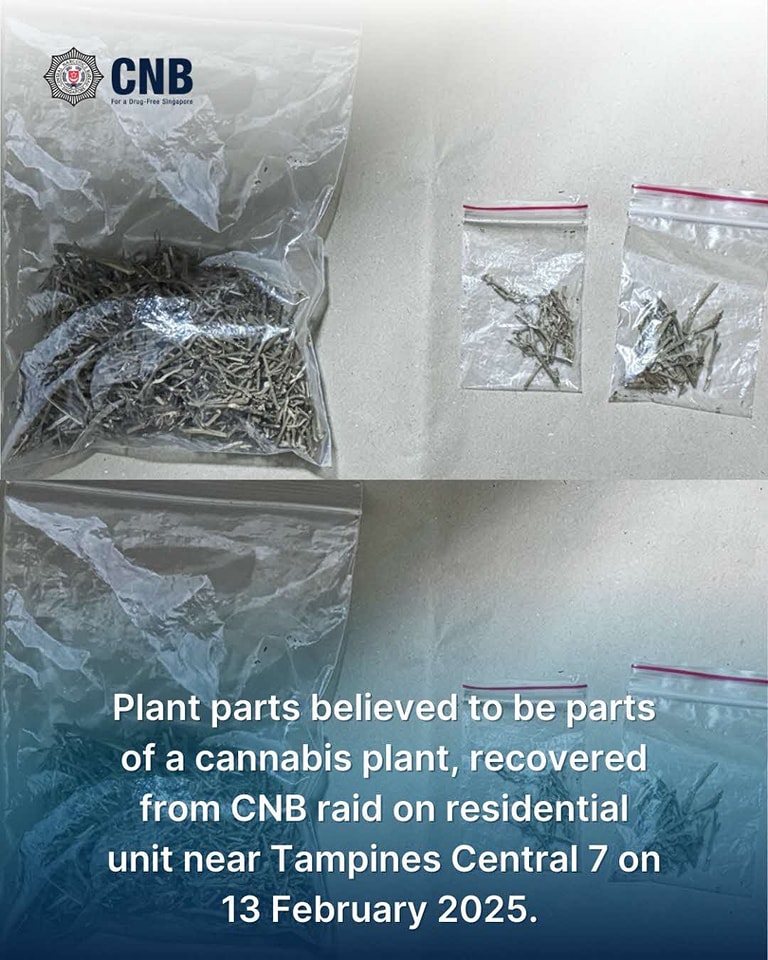 CNB
For a Drug-Free Singapore
Plant parts believed to be parts
of a cannabis plant, recovered
from CNB raid on residential
unit near Tampines Central 7 on
13 February 2025.